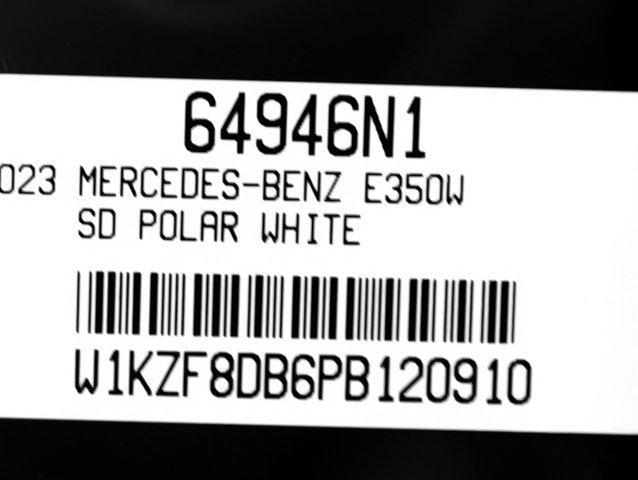 64946N1
023 MERCEDES-BENZ E350W
SD POLAR WHITE
W1KZF8DB6PB120910